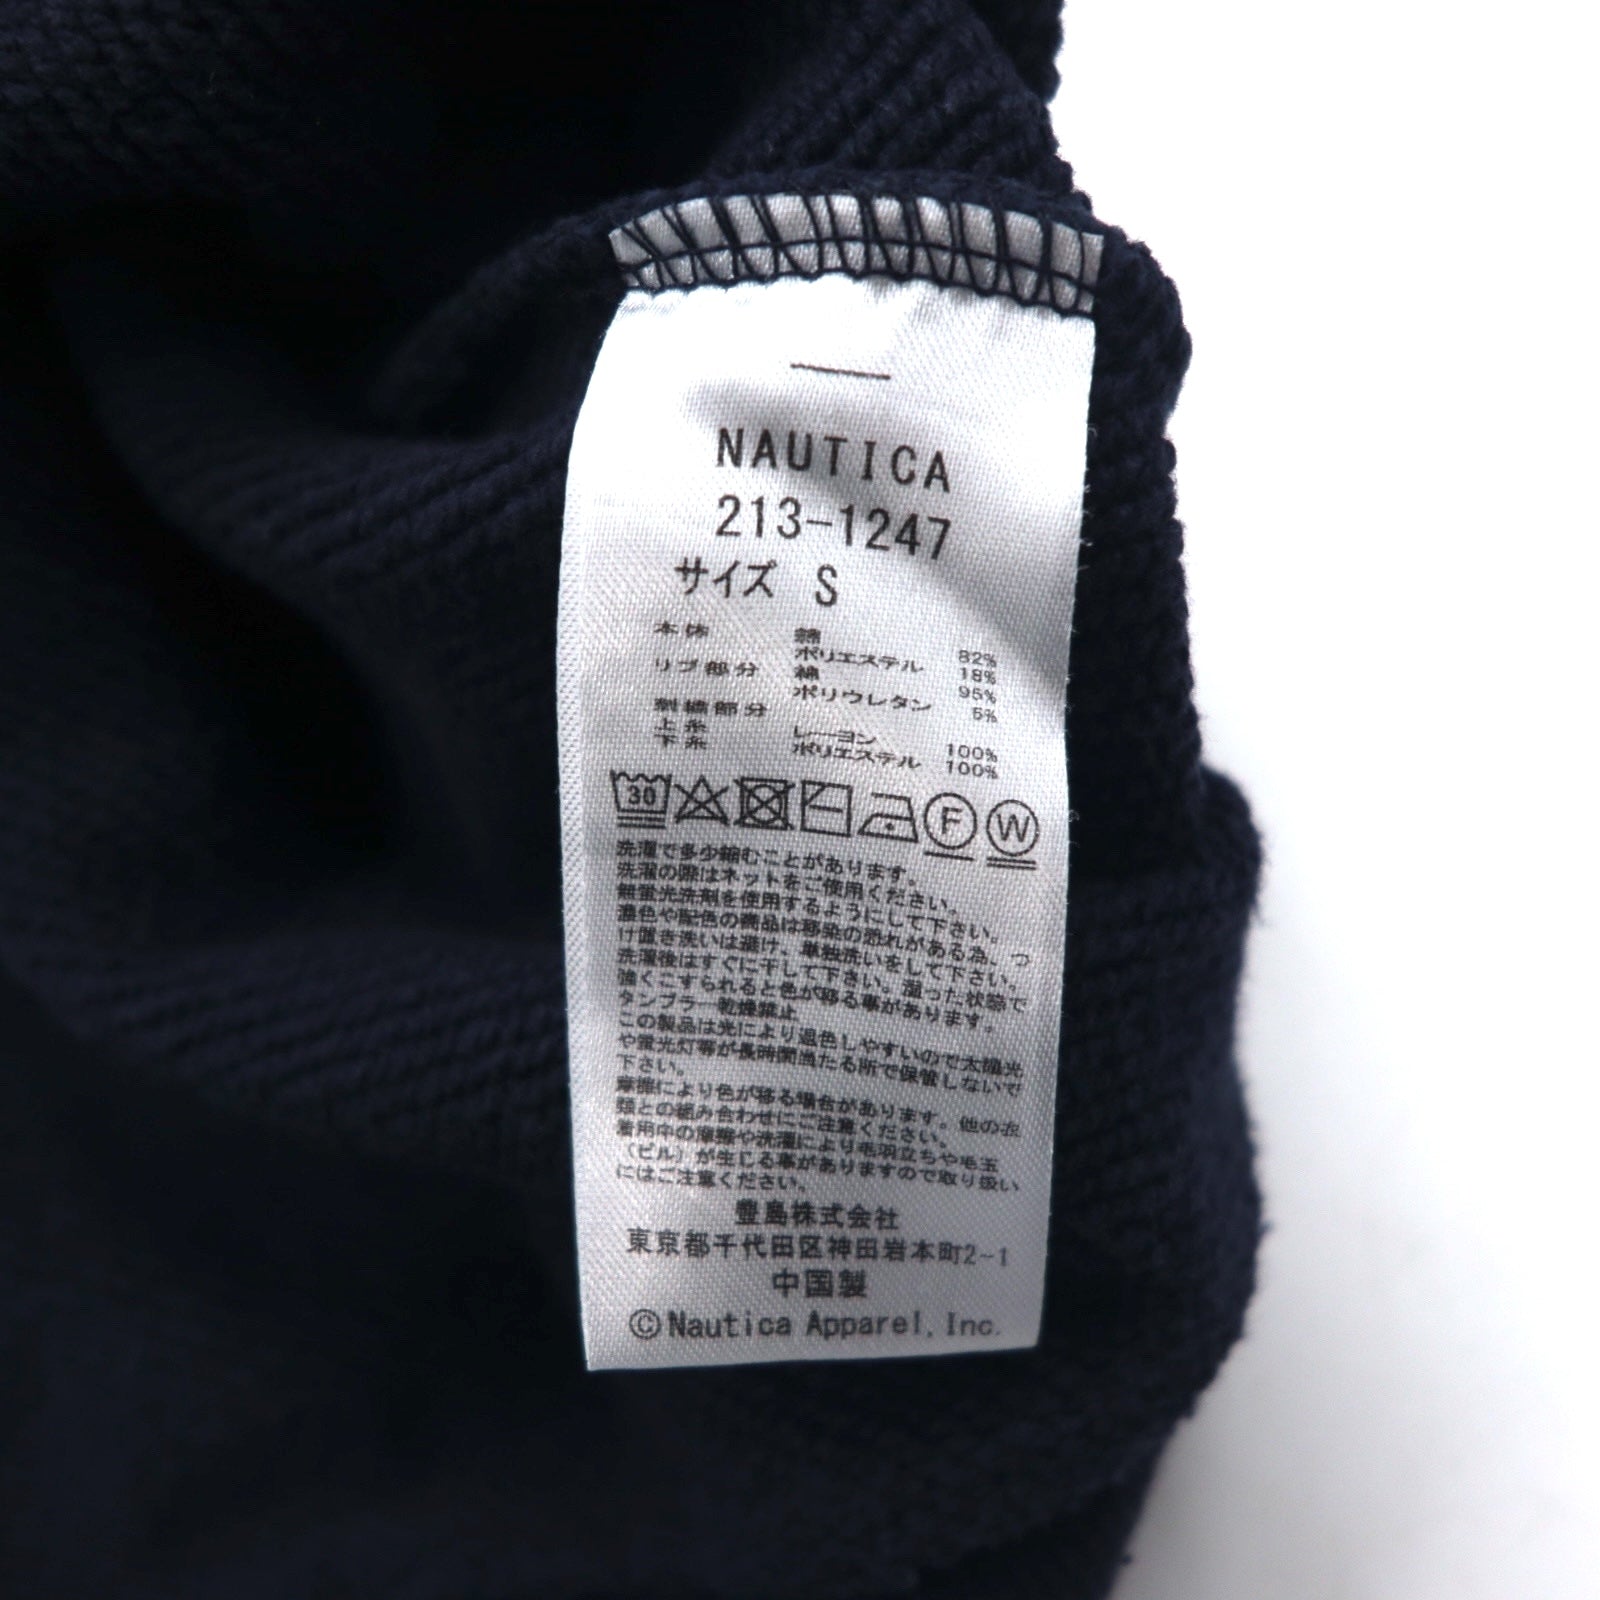 NAUTICA
213-1247
サイズ S
本体 綿 82%
ポリエステル 18%
リブ部分 綿 95%
ポリウレタン 5%
刺繍部分
上糸 レーヨン 100%
下糸 ポリエステル 100%
30 F W
洗濯で多少縮むことがあります。
洗濯の際はネットをご使用ください。
無蛍光洗剤を使用するようにして下さい。
濃色や配色の商品は移染の恐れがある為、つ
け置き洗いは避け、単独洗いをして下さい。
洗濯後はすぐに干して下さい。湿った状態で
強くこすられると色が移る事があります。
タンブラー乾燥禁止
この製品は光により退色しやすいので太陽光
や蛍光灯等が長時間当たる所で保管しないで
下さい。
摩擦により色が移る場合があります。他の衣
類との組み合わせにご注意ください。
着用中の摩擦や洗濯により毛羽立ちや毛玉
（ピル）が生じる事がありますので取り扱い
にはご注意ください。
豊島株式会社
東京都千代田区神田岩本町2-1
中国製
©Nautica Apparel, Inc.